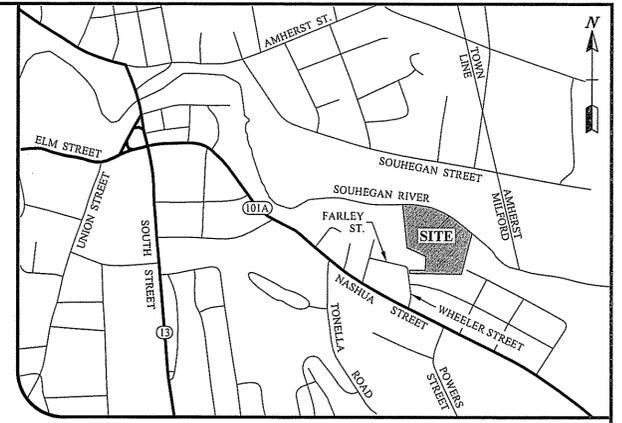 AMHERST ST.
TOWN
LINE
N
ELM STREET
SOUHEGAN STREET
SOUHEGAN RIVER
AMHERST
MILFORD
UNION STREET
101A
FARLEY
ST.
SITE
SOUTH
STREET
NASHUA
STREET
WHEELER STREET
TONELLA
ROAD
13
POWERS
STREET